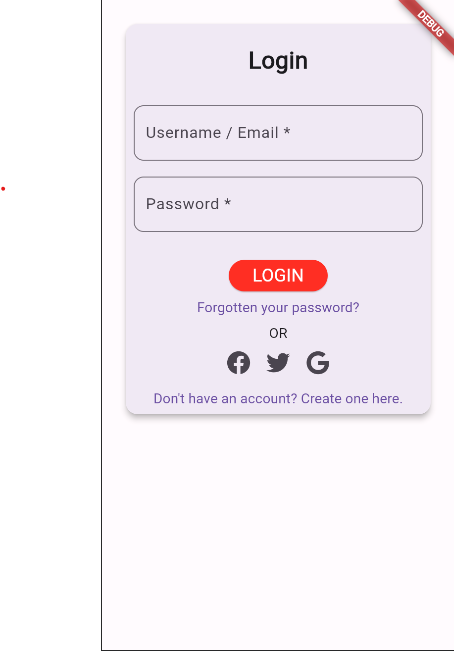 DEBUG
Login
Username / Email *
Password *
LOGIN
Forgotten your password?
OR
Don't have an account? Create one here.